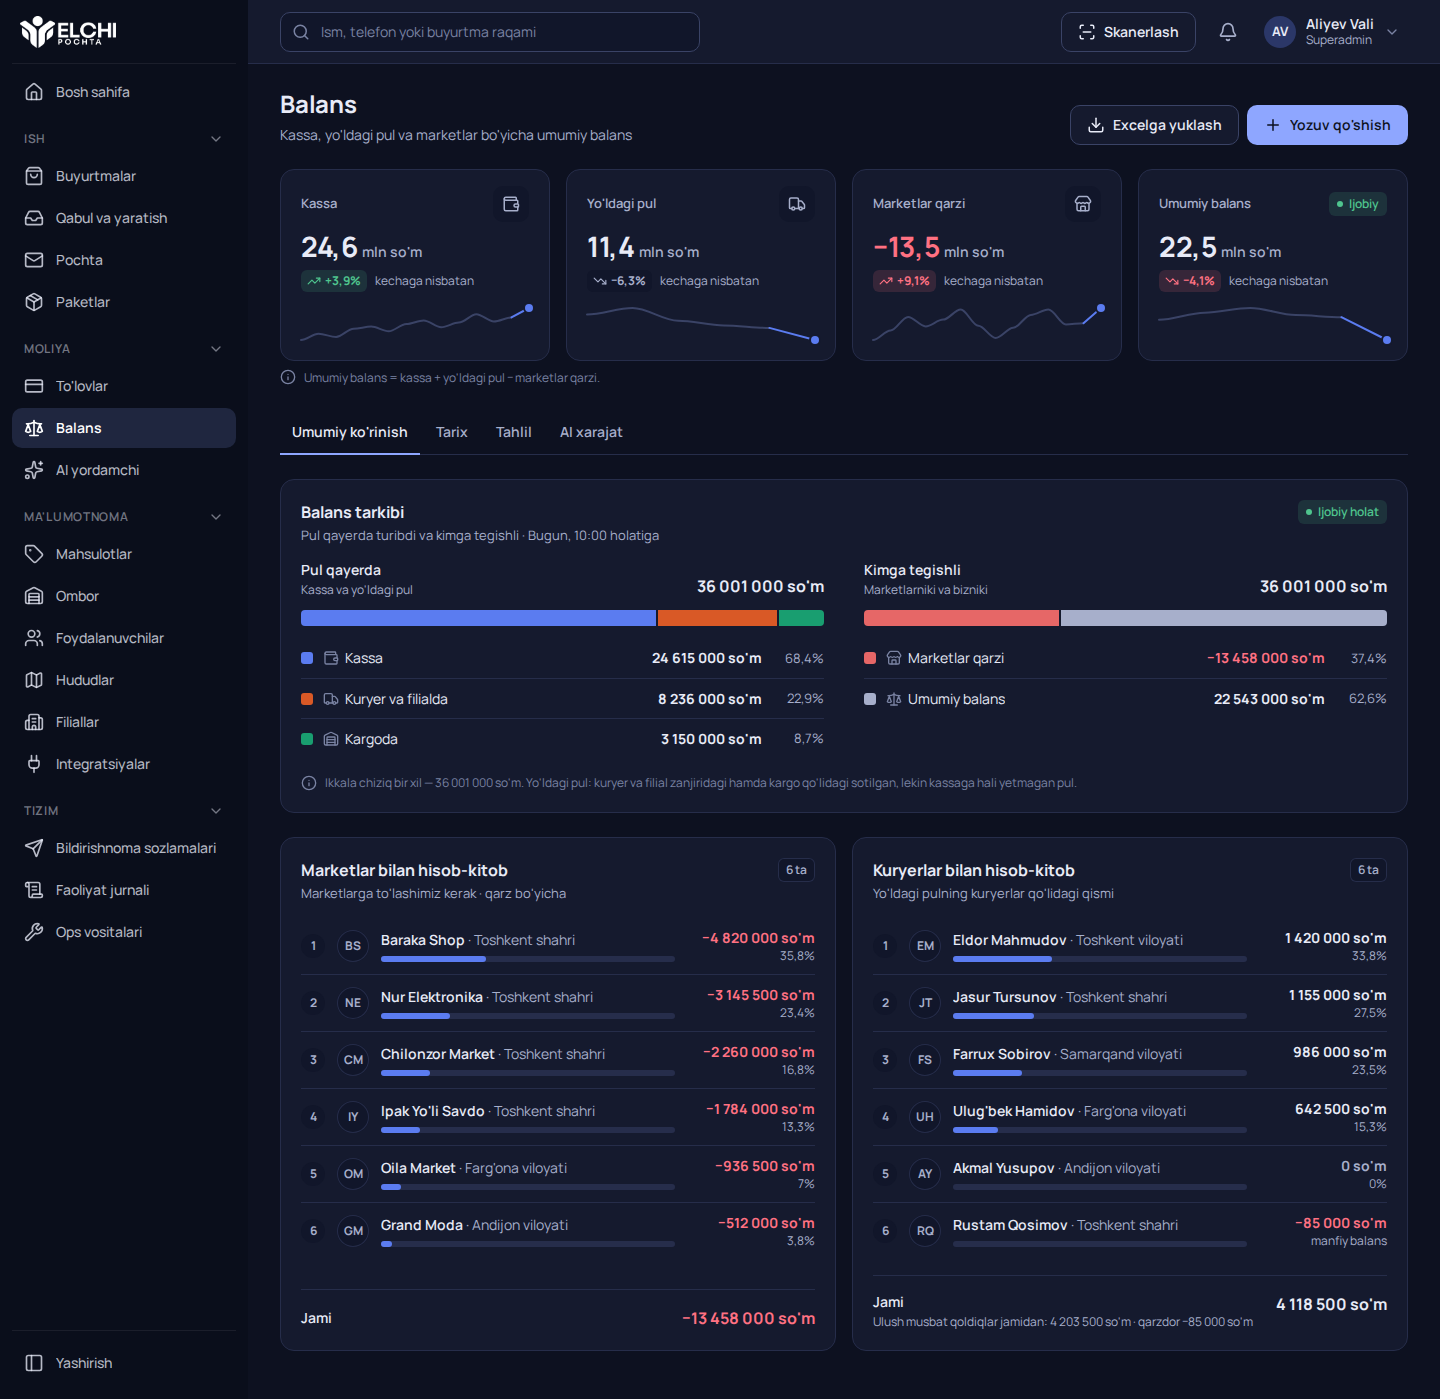 ELCHI
POCHTA
Ism, telefon yoki buyurtma raqami
Skanerlash
AV
Aliyev Vali
Superadmin
Bosh sahifa
ISH
Buyurtmalar
Qabul va yaratish
Pochta
Paketlar
MOLIYA
To'lovlar
Balans
AI yordamchi
MA'LUMOTNOMA
Mahsulotlar
Ombor
Foydalanuvchilar
Hududlar
Filiallar
Integratsiyalar
TIZIM
Bildirishnoma sozlamalari
Faoliyat jurnali
Ops vositalari
Yashirish
Balans
Kassa, yo'ldagi pul va marketlar bo'yicha umumiy balans
Excelga yuklash
Yozuv qo'shish
Kassa
24,6 mln so'm
+3,9% kechaga nisbatan
Yo'ldagi pul
11,4 mln so'm
−6,3% kechaga nisbatan
Marketlar qarzi
−13,5 mln so'm
+9,1% kechaga nisbatan
Umumiy balans
Ijobiy
22,5 mln so'm
−4,1% kechaga nisbatan
Umumiy balans = kassa + yo'ldagi pul − marketlar qarzi.
Umumiy ko'rinish
Tarix
Tahlil
AI xarajat
Balans tarkibi
Ijobiy holat
Pul qayerda turibdi va kimga tegishli · Bugun, 10:00 holatiga
Pul qayerda
Kassa va yo'ldagi pul
36 001 000 so'm
Kassa 24 615 000 so'm 68,4%
Kuryer va filialda 8 236 000 so'm 22,9%
Kargoda 3 150 000 so'm 8,7%
Kimga tegishli
Marketlarniki va bizniki
36 001 000 so'm
Marketlar qarzi −13 458 000 so'm 37,4%
Umumiy balans 22 543 000 so'm 62,6%
Ikkala chiziq bir xil — 36 001 000 so'm. Yo'ldagi pul: kuryer va filial zanjiridagi hamda kargo qo'lidagi sotilgan, lekin kassaga hali yetmagan pul.
Marketlar bilan hisob-kitob
6 ta
Marketlarga to'lashimiz kerak · qarz bo'yicha
1 BS Baraka Shop · Toshkent shahri −4 820 000 so'm
35,8%
2 NE Nur Elektronika · Toshkent shahri −3 145 500 so'm
23,4%
3 CM Chilonzor Market · Toshkent shahri −2 260 000 so'm
16,8%
4 IY Ipak Yo'li Savdo · Toshkent shahri −1 784 000 so'm
13,3%
5 OM Oila Market · Farg'ona viloyati −936 500 so'm
7%
6 GM Grand Moda · Andijon viloyati −512 000 so'm
3,8%
Jami −13 458 000 so'm
Kuryerlar bilan hisob-kitob
6 ta
Yo'ldagi pulning kuryerlar qo'lidagi qismi
1 EM Eldor Mahmudov · Toshkent viloyati 1 420 000 so'm
33,8%
2 JT Jasur Tursunov · Toshkent viloyati 1 155 000 so'm
27,5%
3 FS Farrux Sobirov · Samarqand viloyati 986 000 so'm
23,5%
4 UH Ulug'bek Hamidov · Farg'ona viloyati 642 500 so'm
15,3%
5 AY Akmal Yusupov · Andijon viloyati 0 so'm
0%
6 RQ Rustam Qosimov · Toshkent shahri −85 000 so'm
manfiy balans
Jami 4 118 500 so'm
Ulush musbat qoldiqlar jamidan: 4 203 500 so'm · qarzdor −85 000 so'm